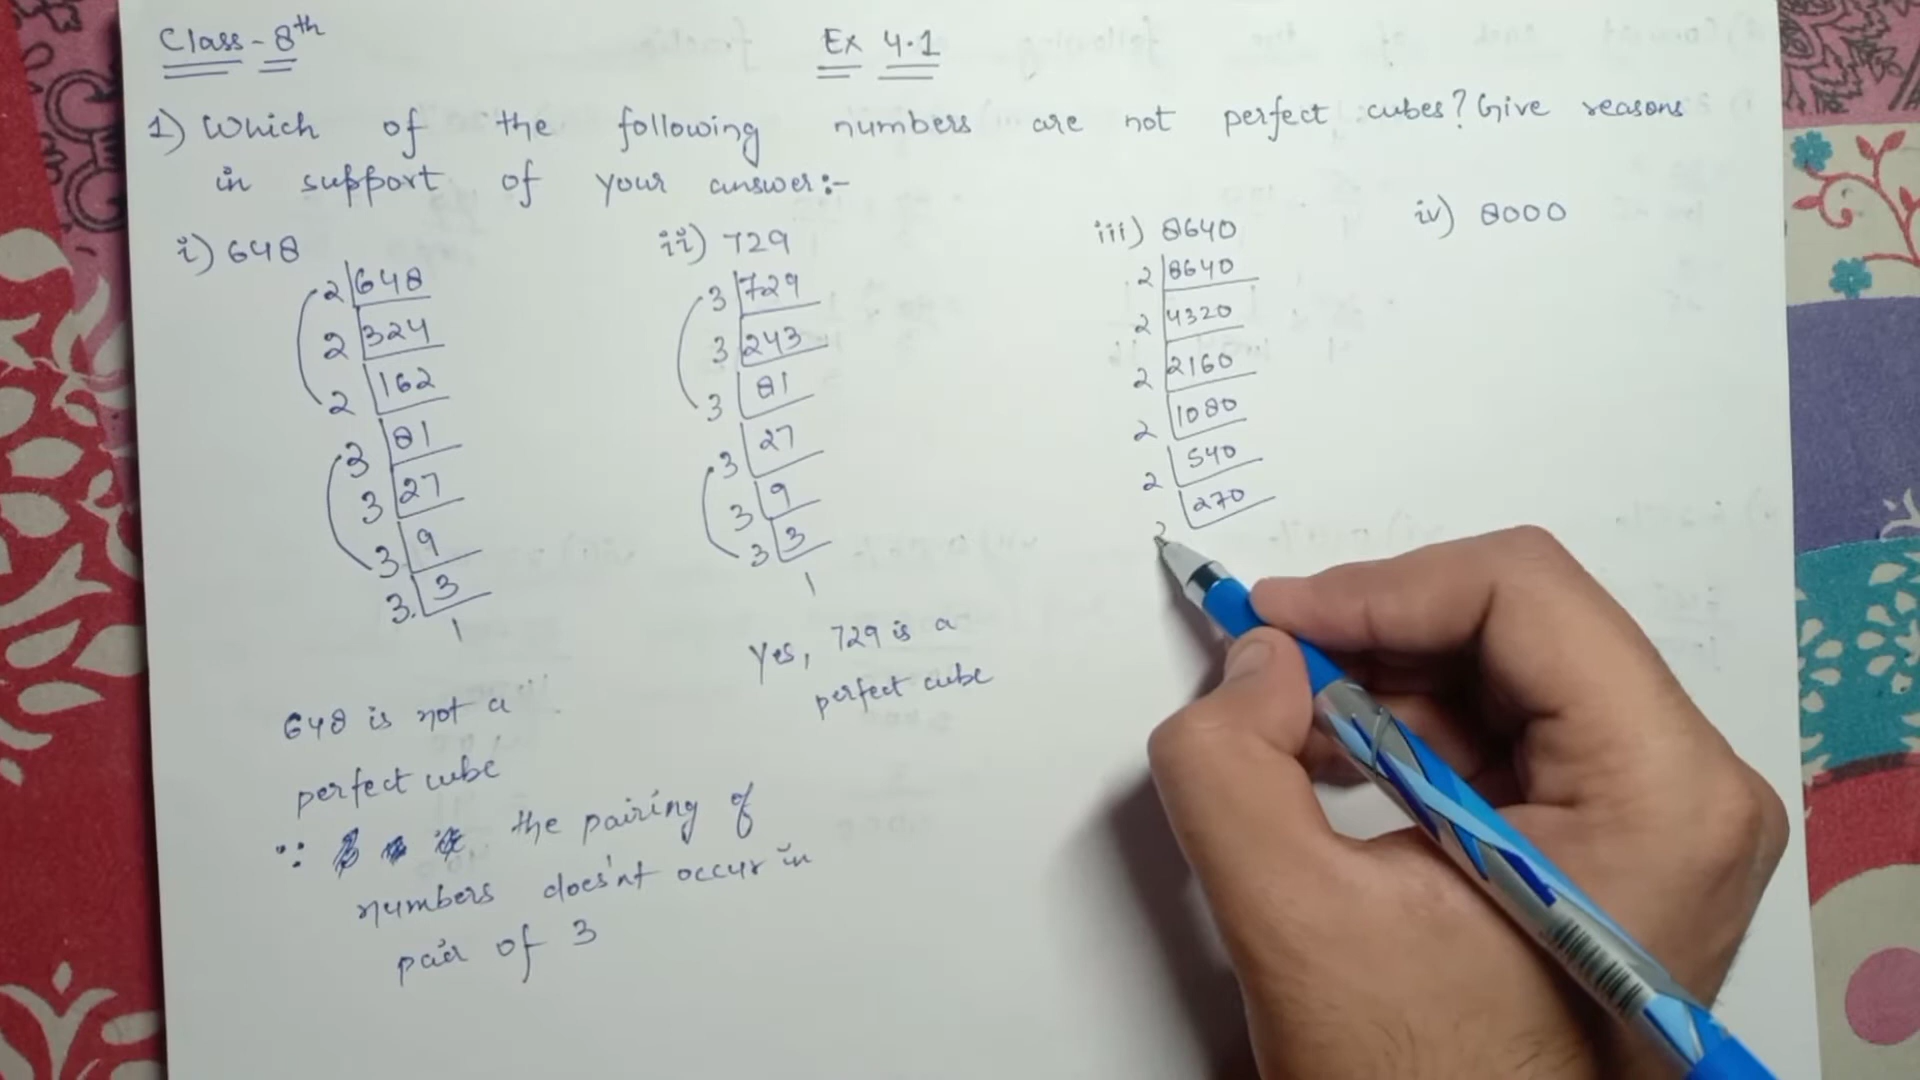 Class - 8th
Ex 4.1
1) Which of the following numbers are not perfect cubes? Give reasons
in support of your answer:-
i) 648
2 648
2 324
2 162
3 81
3 27
3 9
3. 3
1
648 is not a
perfect cube
∵ the pairing of
numbers does'nt occur in
pair of 3
ii) 729
3 729
3 243
3 81
3 27
3 9
3 3
1
Yes, 729 is a
perfect cube
iii) 8640
2 8640
2 4320
2 2160
2 1080
2 540
2 270
iv) 8000